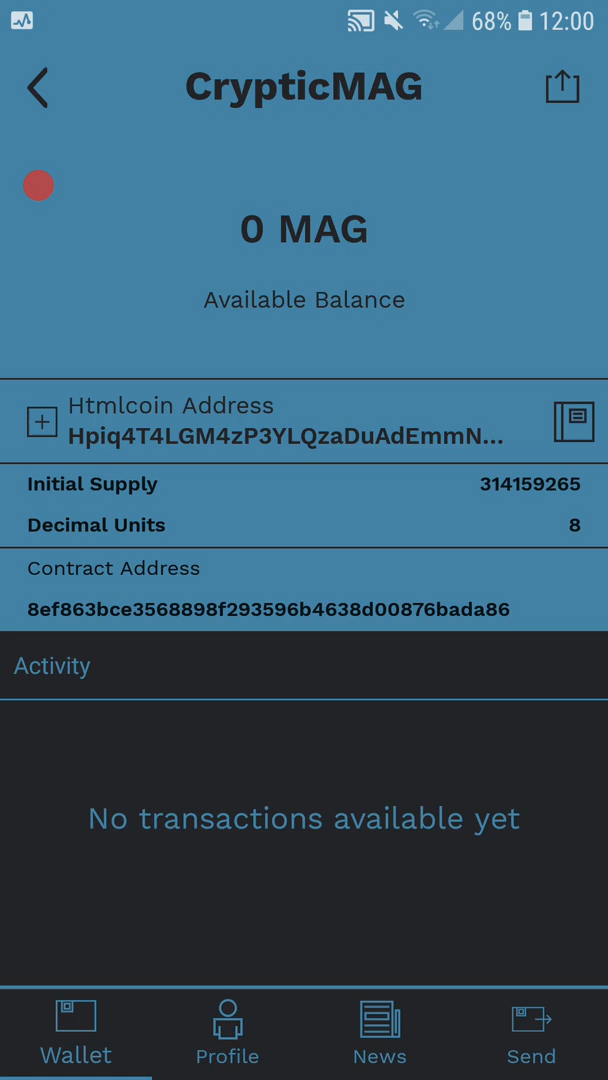 68% 12:00
CrypticMAG
0 MAG
Available Balance
Htmlcoin Address
Hpiq4T4LGM4zP3YLQzaDuAdEmmN...
Initial Supply 314159265
Decimal Units 8
Contract Address
8ef863bce3568898f293596b4638d00876bada86
Activity
No transactions available yet
Wallet Profile News Send